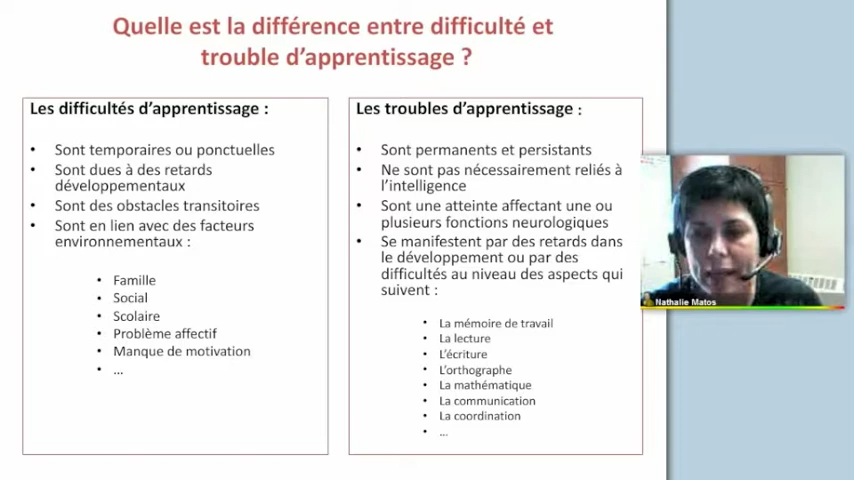 Quelle est la différence entre difficulté et
trouble d'apprentissage ?
Les difficultés d'apprentissage :
• Sont temporaires ou ponctuelles
• Sont dues à des retards
développementaux
• Sont des obstacles transitoires
• Sont en lien avec des facteurs
environnementaux :
• Famille
• Social
• Scolaire
• Problème affectif
• Manque de motivation
• ...
Les troubles d'apprentissage :
• Sont permanents et persistants
• Ne sont pas nécessairement reliés à
l'intelligence
• Sont une atteinte affectant une ou
plusieurs fonctions neurologiques
• Se manifestent par des retards dans
le développement ou par des
difficultés au niveau des aspects qui
suivent :
• La mémoire de travail
• La lecture
• L'écriture
• L'orthographe
• La mathématique
• La communication
• La coordination
• ...
Nathalie Matos